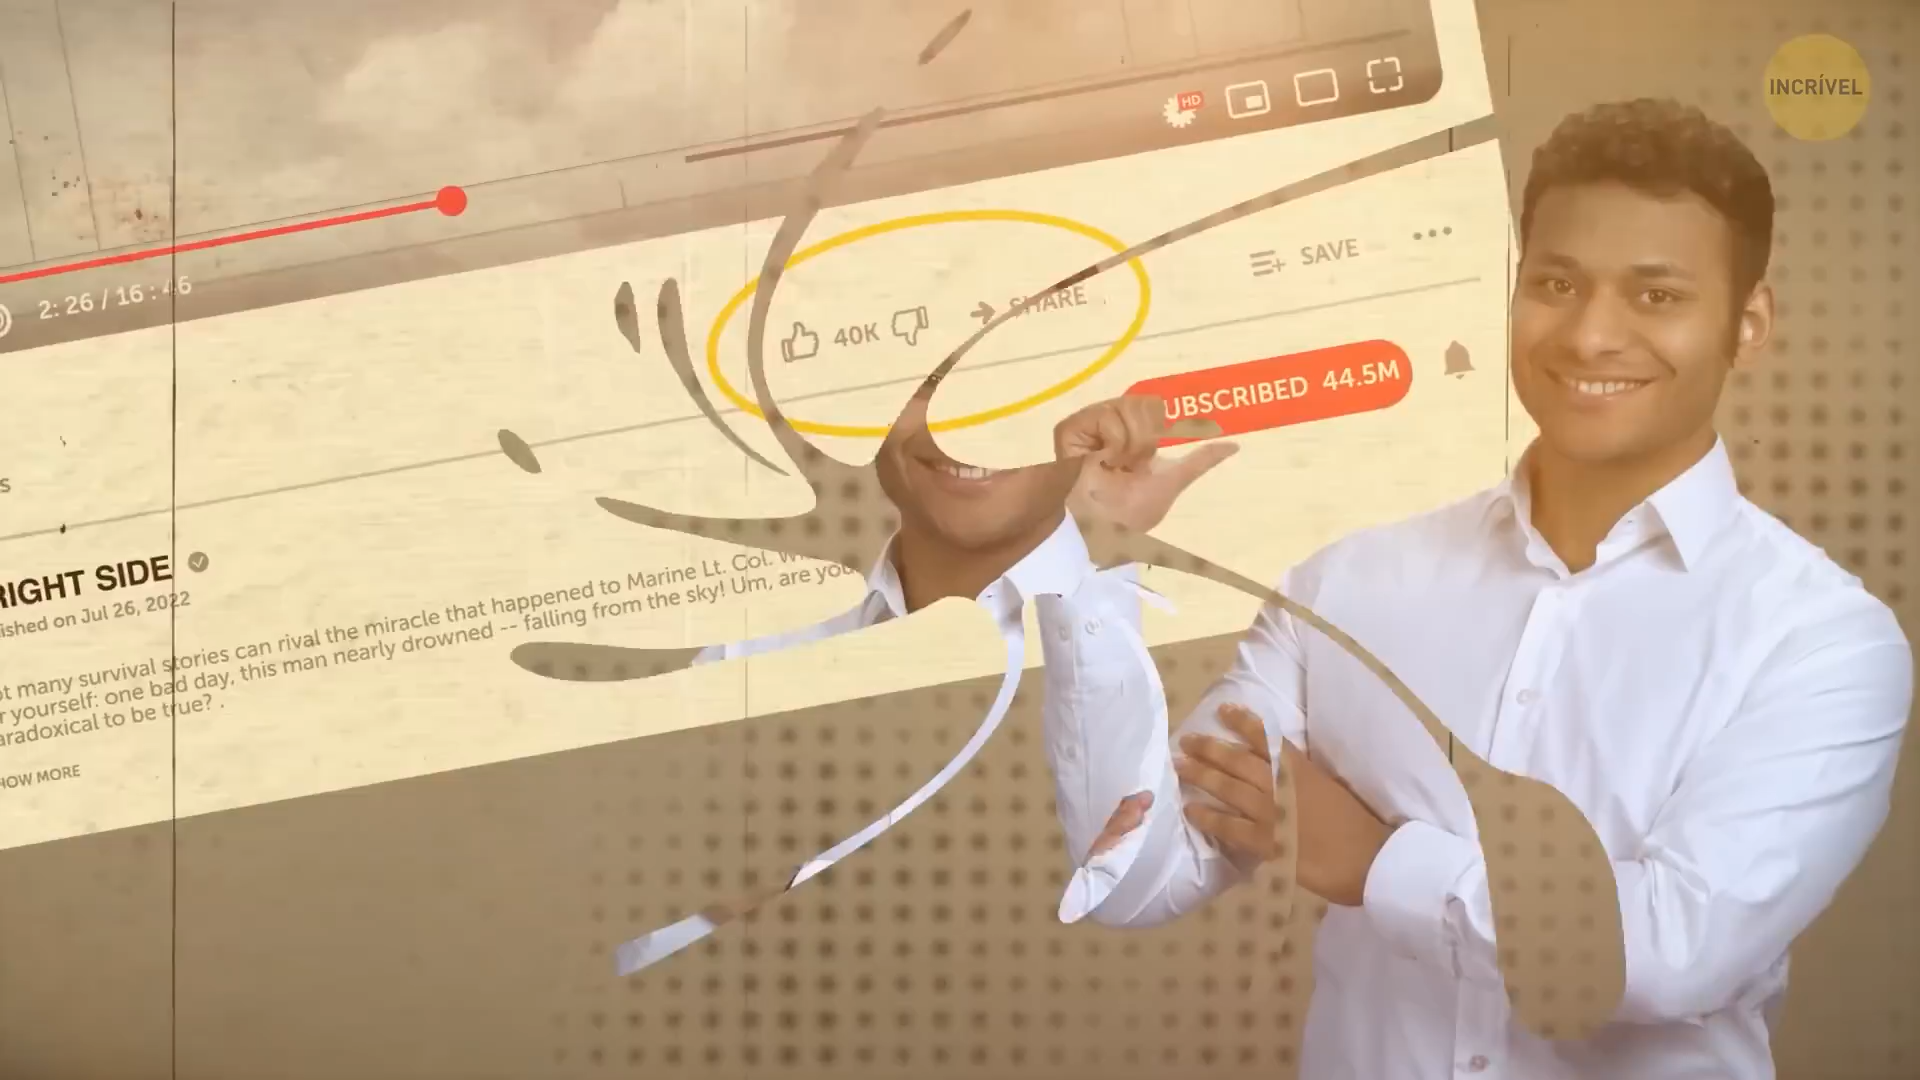 INCRÍVEL
HD
2:26 / 16:46
40K
SHARE
SAVE
UBSCRIBED 44.5M
RIGHT SIDE
ished on Jul 26, 2022
ot many survival stories can rival the miracle that happened to Marine Lt. Col.
r yourself: one bad day, this man nearly drowned -- falling from the sky! Um, are you
aradoxical to be true? .
HOW MORE